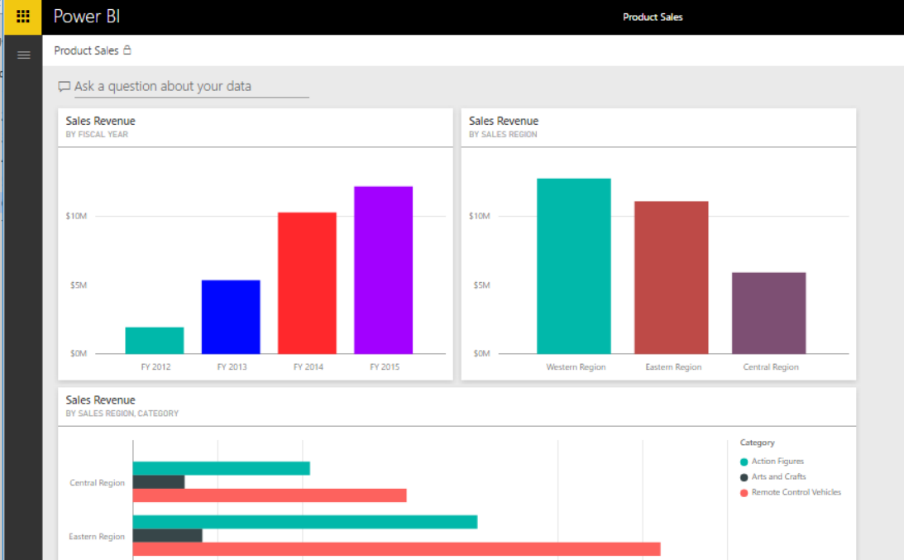 Power BI
Product Sales
Product Sales
Ask a question about your data
Sales Revenue
BY FISCAL YEAR
$10M
$5M
$0M
FY 2012 FY 2013 FY 2014 FY 2015
Sales Revenue
BY SALES REGION
$10M
$5M
$0M
Western Region Eastern Region Central Region
Sales Revenue
BY SALES REGION, CATEGORY
Central Region
Eastern Region
Category
Action Figures
Arts and Crafts
Remote Control Vehicles